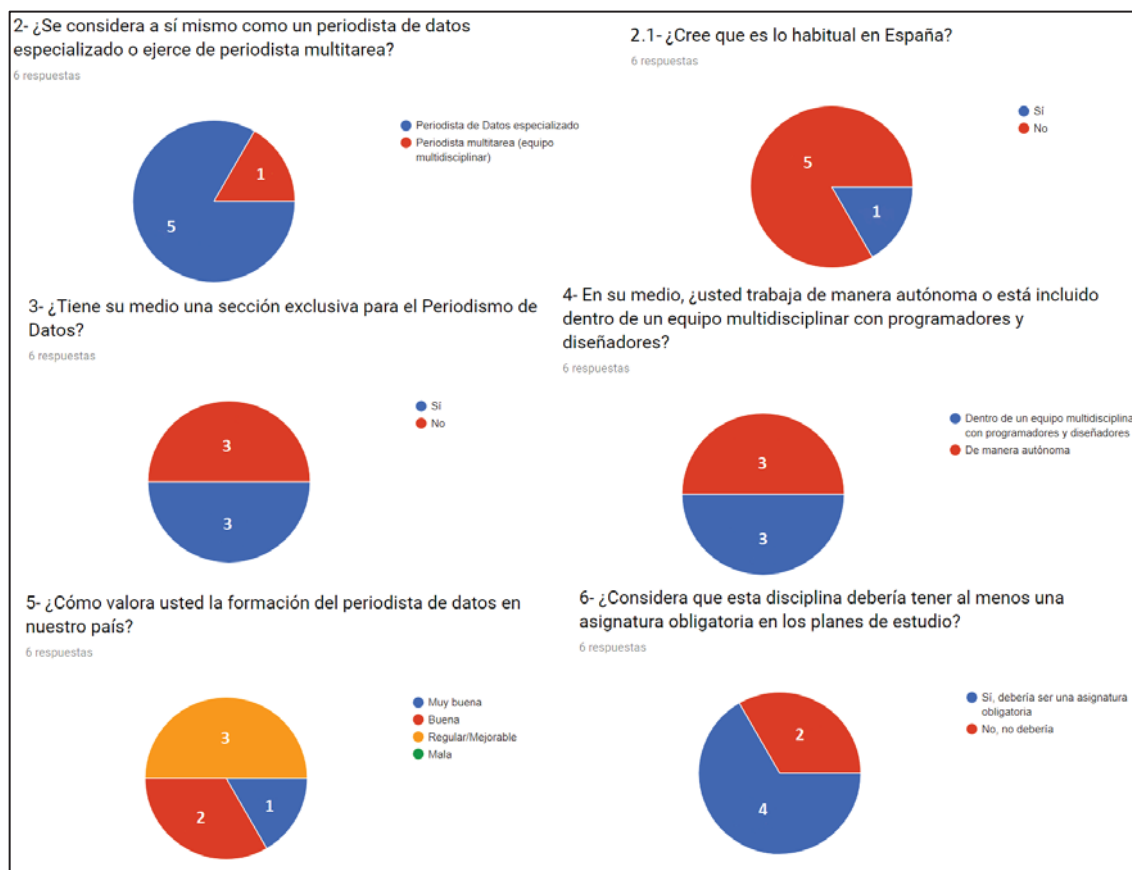 2- ¿Se considera a sí mismo como un periodista de datos
especializado o ejerce de periodista multitarea?
6 respuestas
Periodista de Datos especializado
Periodista multitarea (equipo
multidisciplinar)
1
5
2.1- ¿Cree que es lo habitual en España?
6 respuestas
Sí
No
5
1
3- ¿Tiene su medio una sección exclusiva para el Periodismo de
Datos?
6 respuestas
Sí
No
3
3
4- En su medio, ¿usted trabaja de manera autónoma o está incluido
dentro de un equipo multidisciplinar con programadores y
diseñadores?
6 respuestas
Dentro de un equipo multidisciplina
con programadores y diseñadores
De manera autónoma
3
3
5- ¿Cómo valora usted la formación del periodista de datos en
nuestro país?
6 respuestas
Muy buena
Buena
Regular/Mejorable
Mala
3
2
1
6- ¿Considera que esta disciplina debería tener al menos una
asignatura obligatoria en los planes de estudio?
6 respuestas
Sí, debería ser una asignatura
obligatoria
No, no debería
2
4